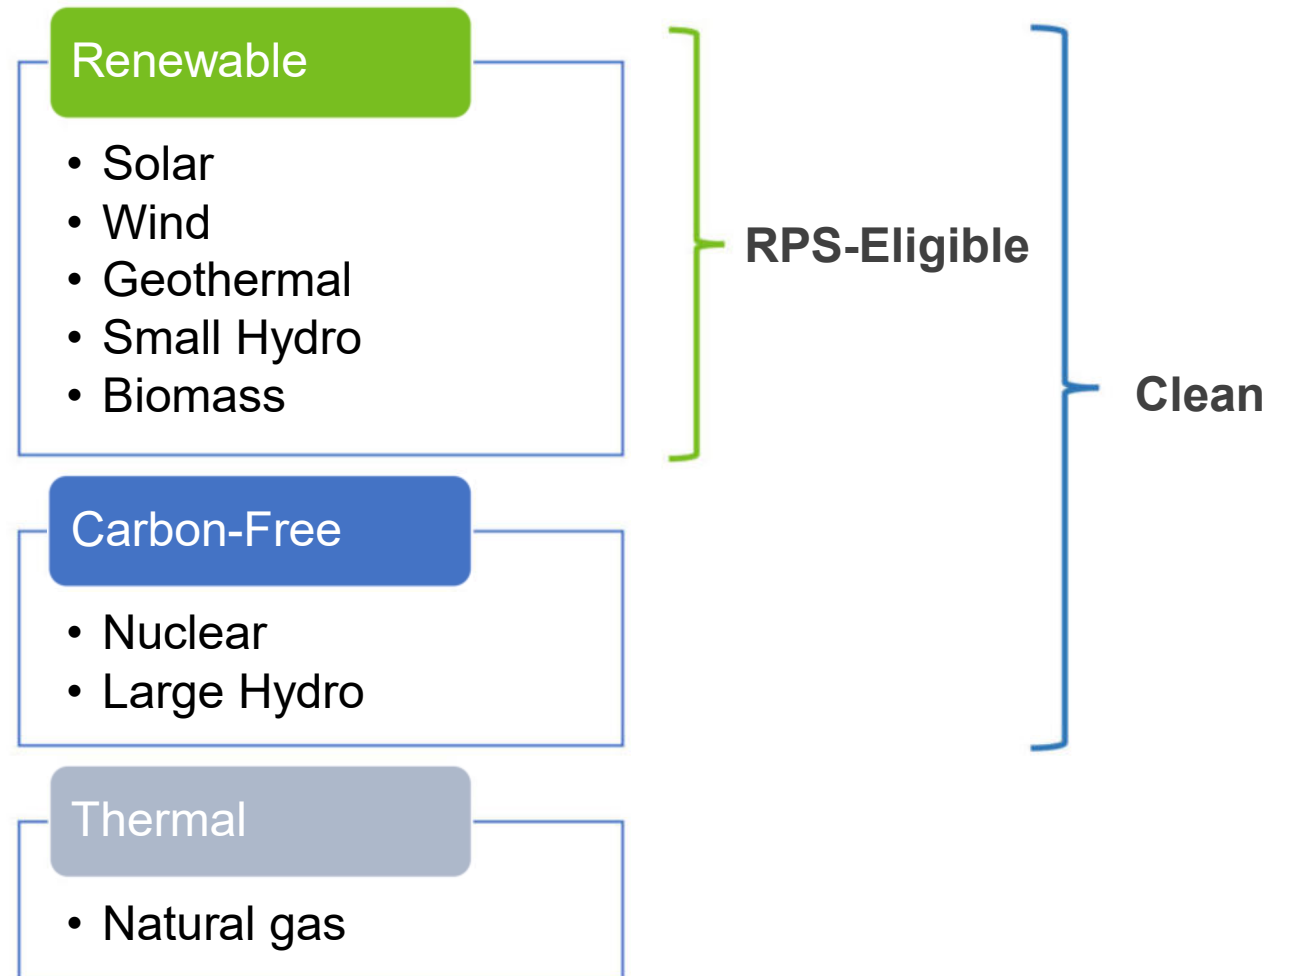 Renewable
• Solar
• Wind
• Geothermal
• Small Hydro
• Biomass
RPS-Eligible
Clean
Carbon-Free
• Nuclear
• Large Hydro
Thermal
• Natural gas